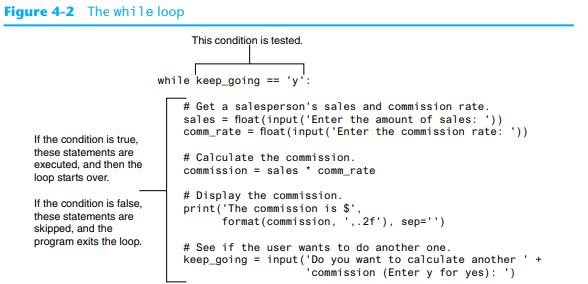 Figure 4-2 The while loop
This condition is tested.
while keep_going == 'y':
# Get a salesperson's sales and commission rate.
sales = float(input('Enter the amount of sales: '))
comm_rate = float(input('Enter the commission rate: '))
# Calculate the commission.
commission = sales * comm_rate
# Display the commission.
print('The commission is $',
format(commission, ',.2f'), sep='')
# See if the user wants to do another one.
keep_going = input('Do you want to calculate another ' +
'commission (Enter y for yes): ')
If the condition is true,
these statements are
executed, and then the
loop starts over.
If the condition is false,
these statements are
skipped, and the
program exits the loop.